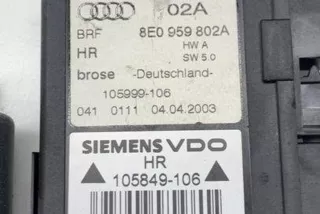 02A
BRF 8E0 959 802A
HR HW A
SW 5.0
brose -Deutschland-
105999-106
041 0111 04.04.2003
SIEMENS VDO
HR
105849-106